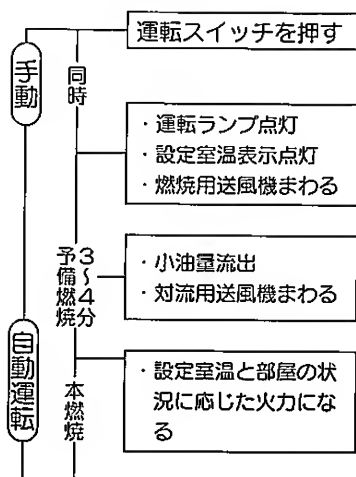 運転スイッチを押す
手動
同時
・運転ランプ点灯
・設定室温表示点灯
・燃焼用送風機まわる
3～4分
予備燃焼
・小油量流出
・対流用送風機まわる
自動運転
本燃焼
・設定室温と部屋の状
況に応じた火力にな
る